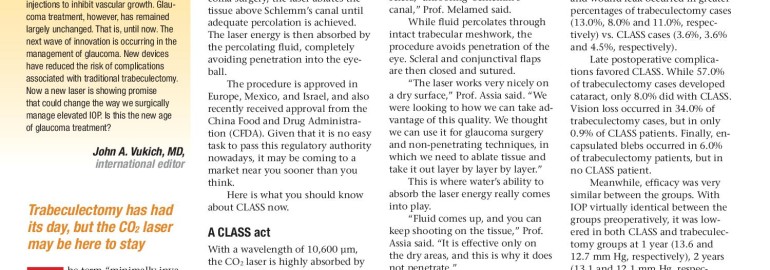 injections to inhibit vascular growth. Glau-
coma treatment, however, has remained
largely unchanged. That is, until now. The
next wave of innovation is occurring in the
management of glaucoma. New devices
have reduced the risk of complications
associated with traditional trabeculectomy.
Now a new laser is showing promise
that could change the way we surgically
manage elevated IOP. Is this the new age
of glaucoma treatment?
John A. Vukich, MD,
international editor
Trabeculectomy has had
its day, but the CO2 laser
may be here to stay
he term “minimally inva-
tissue above Schlemm’s canal until
adequate percolation is achieved.
The laser energy is then absorbed by
the percolating fluid, completely
avoiding penetration into the eye-
ball.
The procedure is approved in
Europe, Mexico, and Israel, and also
recently received approval from the
China Food and Drug Administra-
tion (CFDA). Given that it is no easy
task to pass this regulatory authority
nowadays, it may be coming to a
market near you sooner than you
think.
Here is what you should know
about CLASS now.
A CLASS act
With a wavelength of 10,600 μm,
the CO2 laser is highly absorbed by
canal,” Prof. Melamed said.
While fluid percolates through
intact trabecular meshwork, the
procedure avoids penetration of the
eye. Scleral and conjunctival flaps
are then closed and sutured.
“The laser works very nicely on
a dry surface,” Prof. Assia said. “We
were looking to how we can take ad-
vantage of this quality. We thought
we can use it for glaucoma surgery
and non-penetrating techniques, in
which we need to ablate tissue and
take it out layer by layer by layer.”
This is where water’s ability to
absorb the laser energy really comes
into play.
“Fluid comes up, and you can
keep shooting on the tissue,” Prof.
Assia said. “It is effective only on
the dry areas, and this is why it does
not penetrate.”
percentages of trabeculectomy cases
(13.0%, 8.0% and 11.0%, respec-
tively) vs. CLASS cases (3.6%, 3.6%
and 4.5%, respectively).
Late postoperative complica-
tions favored CLASS. While 57.0%
of trabeculectomy cases developed
cataract, only 8.0% did with CLASS.
Vision loss occurred in 34.0% of
trabeculectomy cases, but in only
0.9% of CLASS patients. Finally, en-
capsulated blebs occurred in 6.0%
of trabeculectomy patients, but in
no CLASS patient.
Meanwhile, efficacy was very
similar between the groups. With
IOP virtually identical between the
groups preoperatively, it was low-
ered in both CLASS and trabeculec-
tomy groups at 1 year (13.6 and
12.7 mm Hg, respectively), 2 years
(13.1 and 12.1 mm Hg, respec-